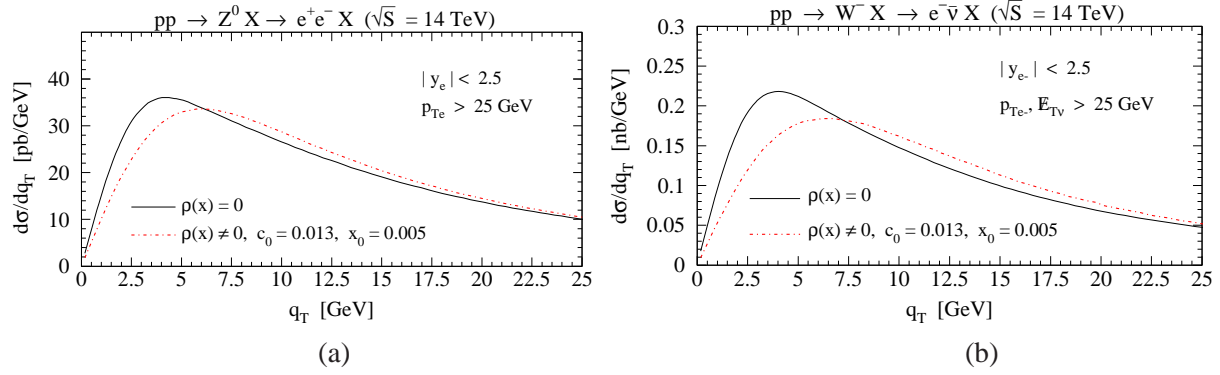 pp → Z⁰ X → e⁺e⁻ X (√S = 14 TeV)
dσ/dq_T [pb/GeV]
40
30
20
10
0
| y_e | < 2.5
p_Te > 25 GeV
ρ(x) = 0
ρ(x) ≠ 0, c_0 = 0.013, x_0 = 0.005
0 2.5 5 7.5 10 12.5 15 17.5 20 22.5 25
q_T [GeV]
(a)
pp → W⁻ X → e⁻ν̄ X (√S = 14 TeV)
dσ/dq_T [nb/GeV]
0.3
0.25
0.2
0.15
0.1
0.05
0
| y_e- | < 2.5
p_Te-, E̸_Tν > 25 GeV
ρ(x) = 0
ρ(x) ≠ 0, c_0 = 0.013, x_0 = 0.005
0 2.5 5 7.5 10 12.5 15 17.5 20 22.5 25
q_T [GeV]
(b)